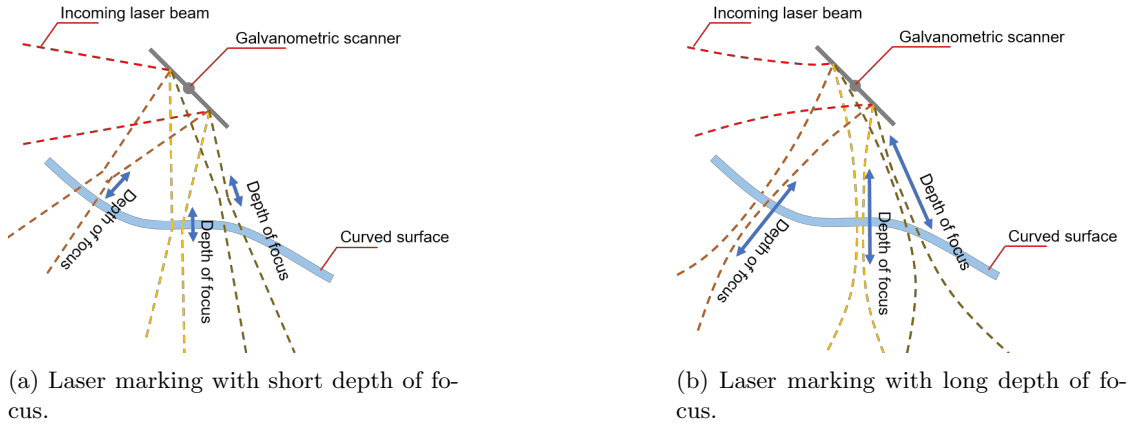 Incoming laser beam
Galvanometric scanner
Depth of focus
Depth of focus
Depth of focus
Curved surface
(a) Laser marking with short depth of fo-
cus.
Incoming laser beam
Galvanometric scanner
Depth of focus
Depth of focus
Depth of focus
Curved surface
(b) Laser marking with long depth of fo-
cus.